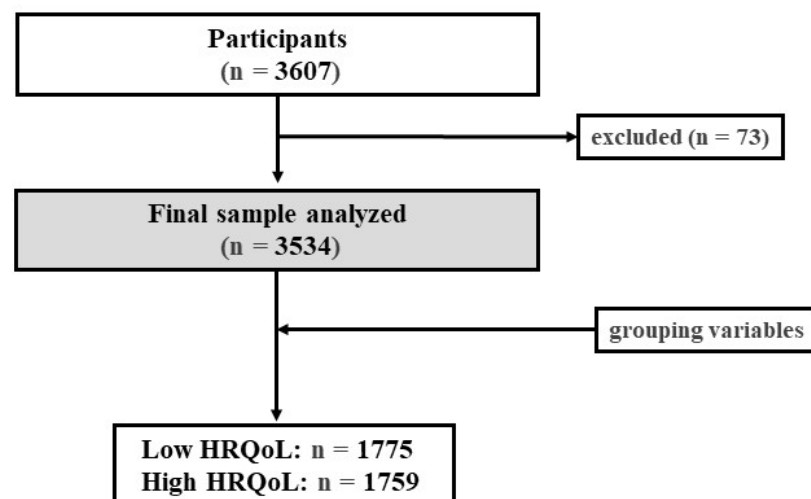 Participants
(n = 3607)
excluded (n = 73)
Final sample analyzed
(n = 3534)
grouping variables
Low HRQoL: n = 1775
High HRQoL: n = 1759